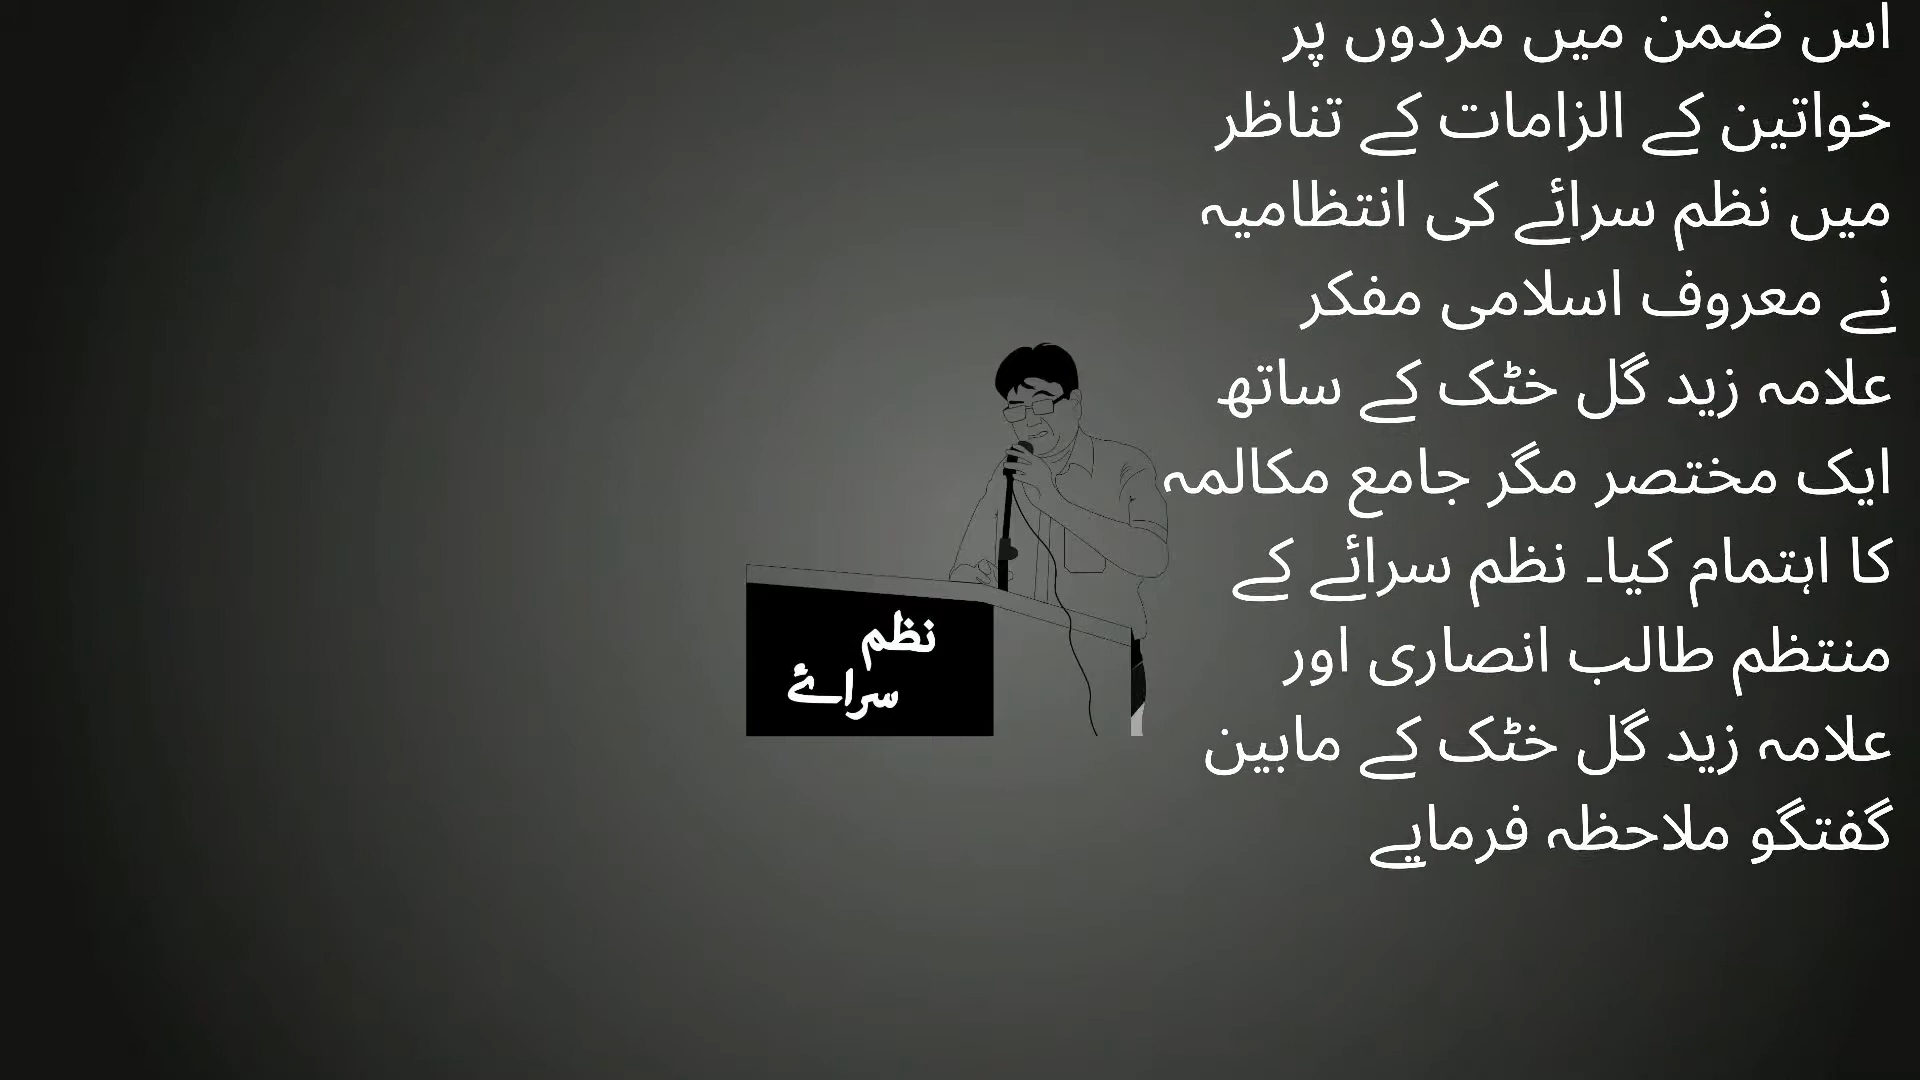 اس ضمن میں مردوں پر
خواتین کے الزامات کے تناظر
میں نظم سرائے کی انتظامیہ
نے معروف اسلامی مفکر
علامہ زید گل خٹک کے ساتھ
ایک مختصر مگر جامع مکالمہ
کا اہتمام کیا۔ نظم سرائے کے
منتظم طالب انصاری اور
علامہ زید گل خٹک کے مابین
گفتگو ملاحظہ فرمایے
نظم
سرائے